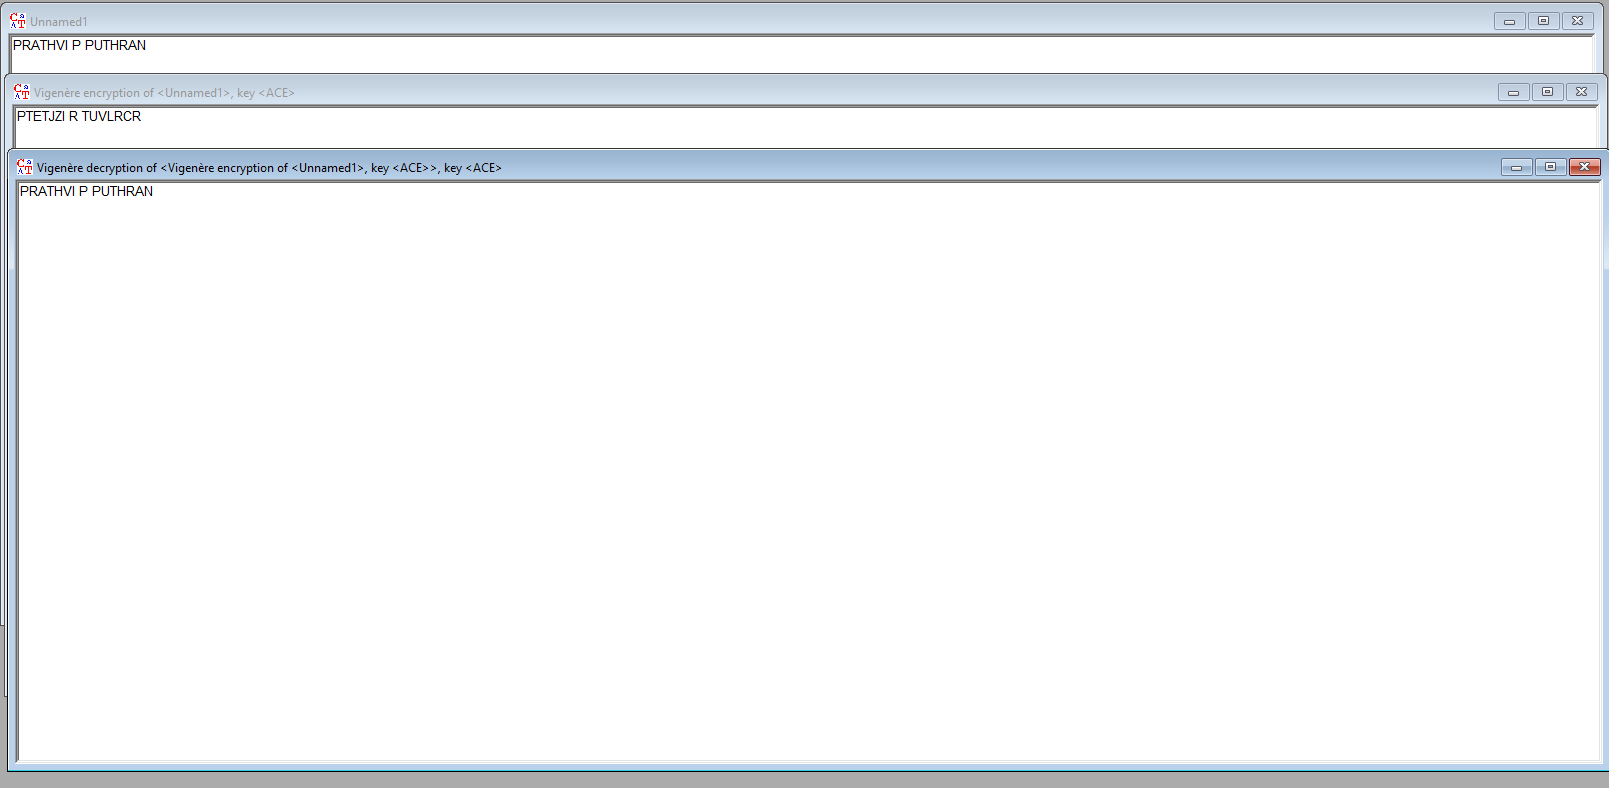 Unnamed1
PRATHVI P PUTHRAN
Vigenère encryption of <Unnamed1>, key <ACE>
PTETJZI R TUVLRCR
Vigenère decryption of <Vigenère encryption of <Unnamed1>, key <ACE>>, key <ACE>
PRATHVI P PUTHRAN